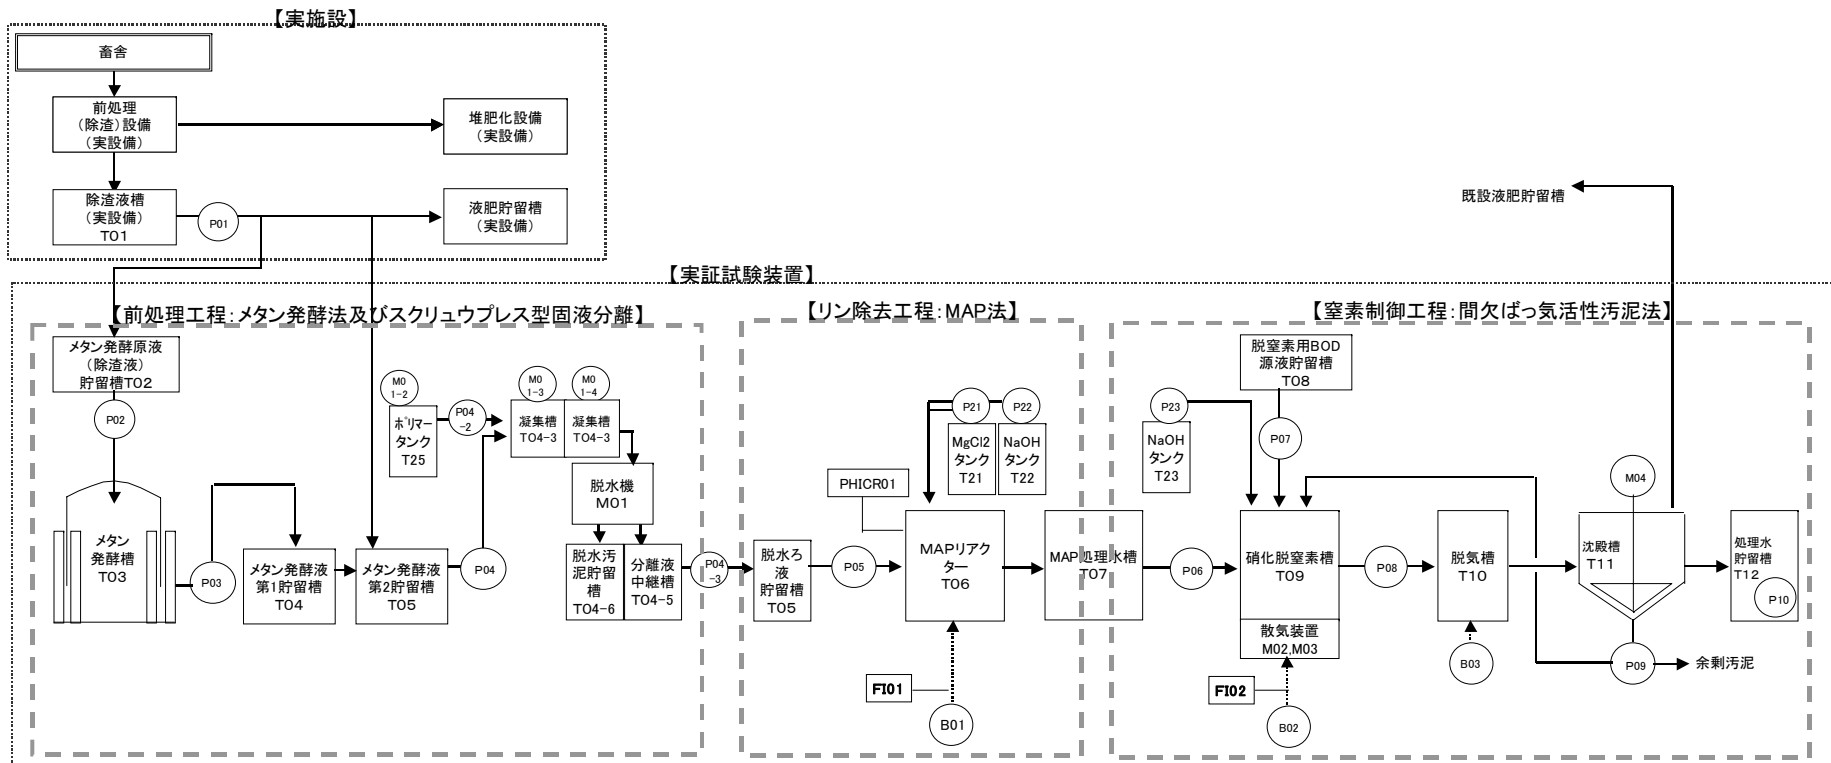 【実施設】
畜舎
前処理
（除渣）設備
（実設備）
堆肥化設備
（実設備）
除渣液槽
（実設備）
T01
P01
液肥貯留槽
（実設備）
既設液肥貯留槽
【実証試験装置】
【前処理工程：メタン発酵法及びスクリュウプレス型固液分離】
メタン発酵原液
（除渣液）
貯留槽T02
P02
メタン
発酵槽
T03
P03
メタン発酵液
第1貯留槽
T04
メタン発酵液
第2貯留槽
T05
P04
M0
1-2
ポリマー
タンク
T25
P04
-2
M0
1-3
凝集槽
T04-3
M0
1-4
凝集槽
T04-3
脱水機
M01
脱水汚
泥貯留
槽
T04-6
分離液
中継槽
T04-5
P04
-3
【リン除去工程：MAP法】
脱水ろ
液
貯留槽
T05
P05
PHICR01
P21
P22
MgCl2
タンク
T21
NaOH
タンク
T22
MAPリアク
ター
T06
FI01
B01
MAP処理水槽
T07
【窒素制御工程：間欠ばっ気活性汚泥法】
P06
P23
NaOH
タンク
T23
脱窒素用BOD
源液貯留槽
T08
P07
硝化脱窒素槽
T09
散気装置
M02,M03
FI02
B02
P08
脱気槽
T10
B03
M04
沈殿槽
T11
P09
余剰汚泥
処理水
貯留槽
T12
P10